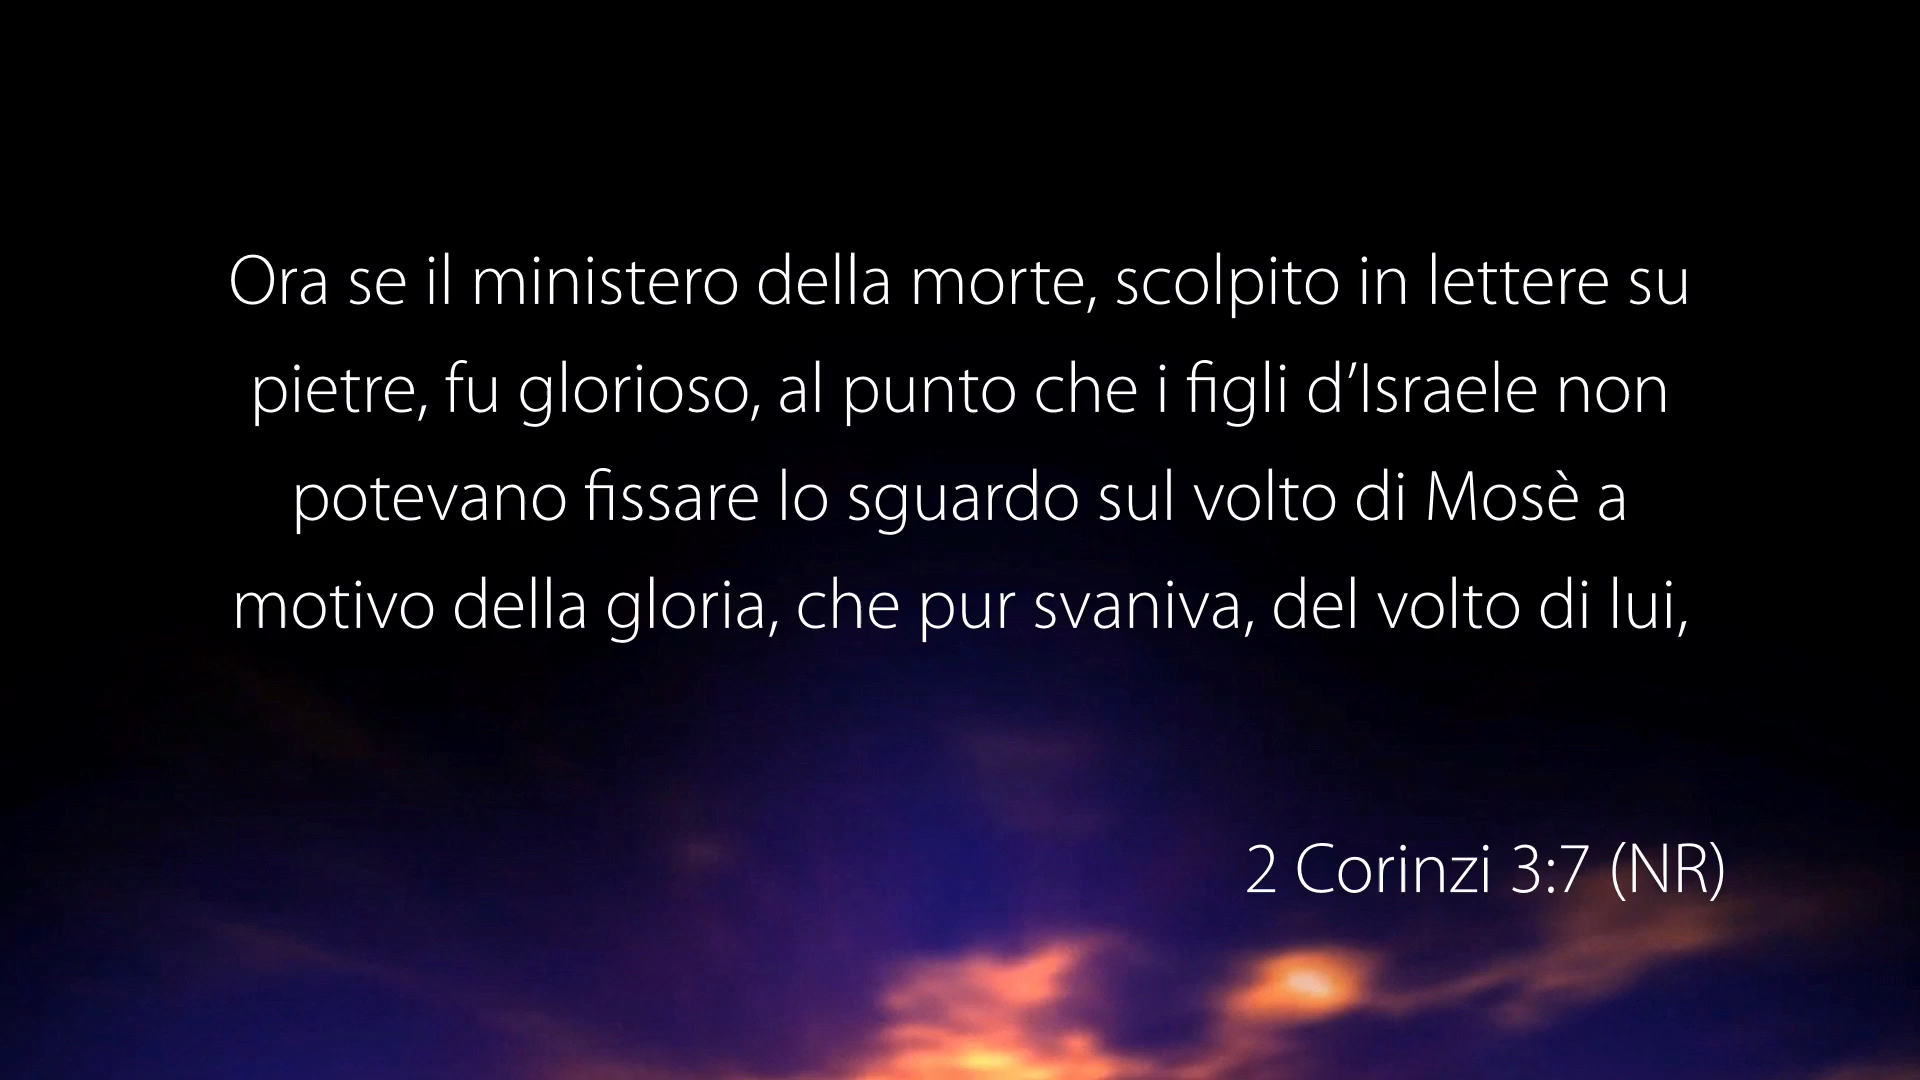 Ora se il ministero della morte, scolpito in lettere su
pietre, fu glorioso, al punto che i figli d’Israele non
potevano fissare lo sguardo sul volto di Mosè a
motivo della gloria, che pur svaniva, del volto di lui,
2 Corinzi 3:7 (NR)